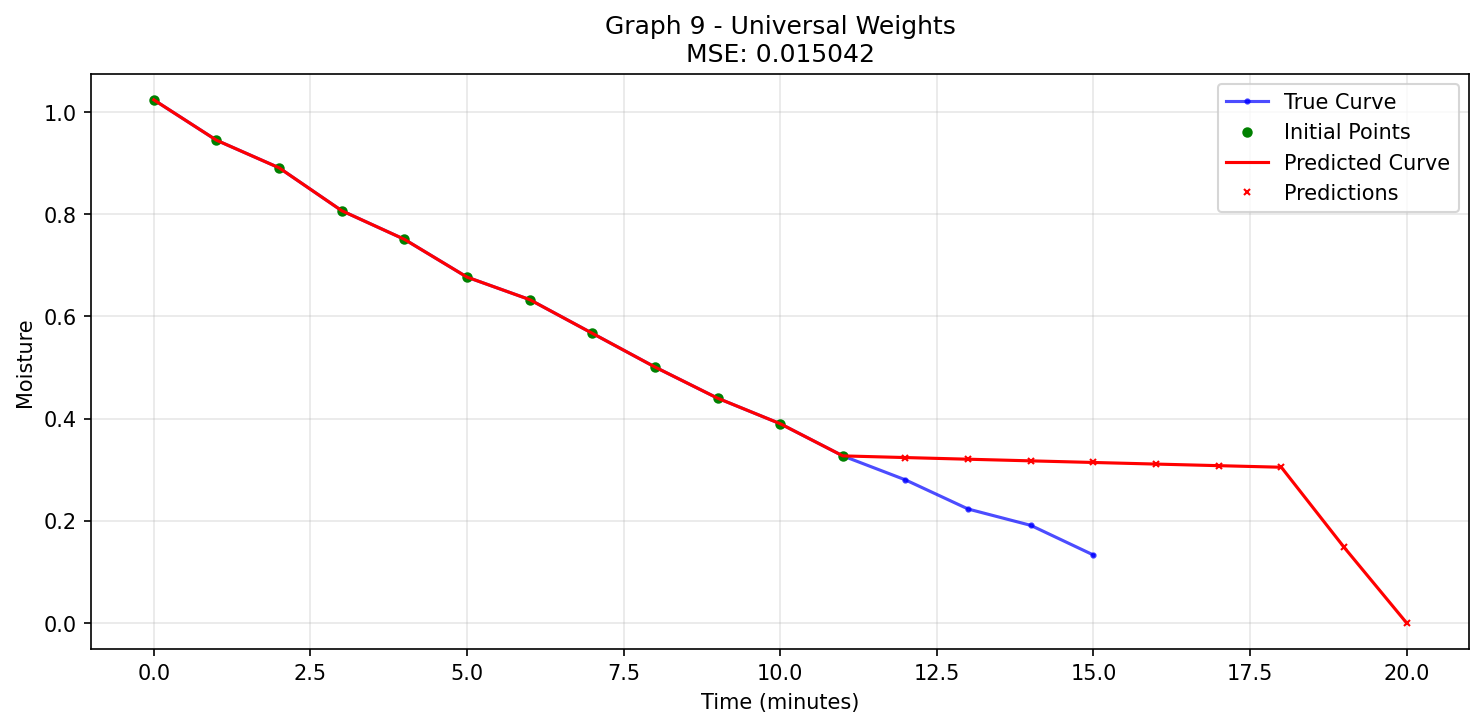 Graph 9 - Universal Weights
MSE: 0.015042
True Curve
Initial Points
Predicted Curve
Predictions
Moisture
1.0
0.8
0.6
0.4
0.2
0.0
0.0 2.5 5.0 7.5 10.0 12.5 15.0 17.5 20.0
Time (minutes)